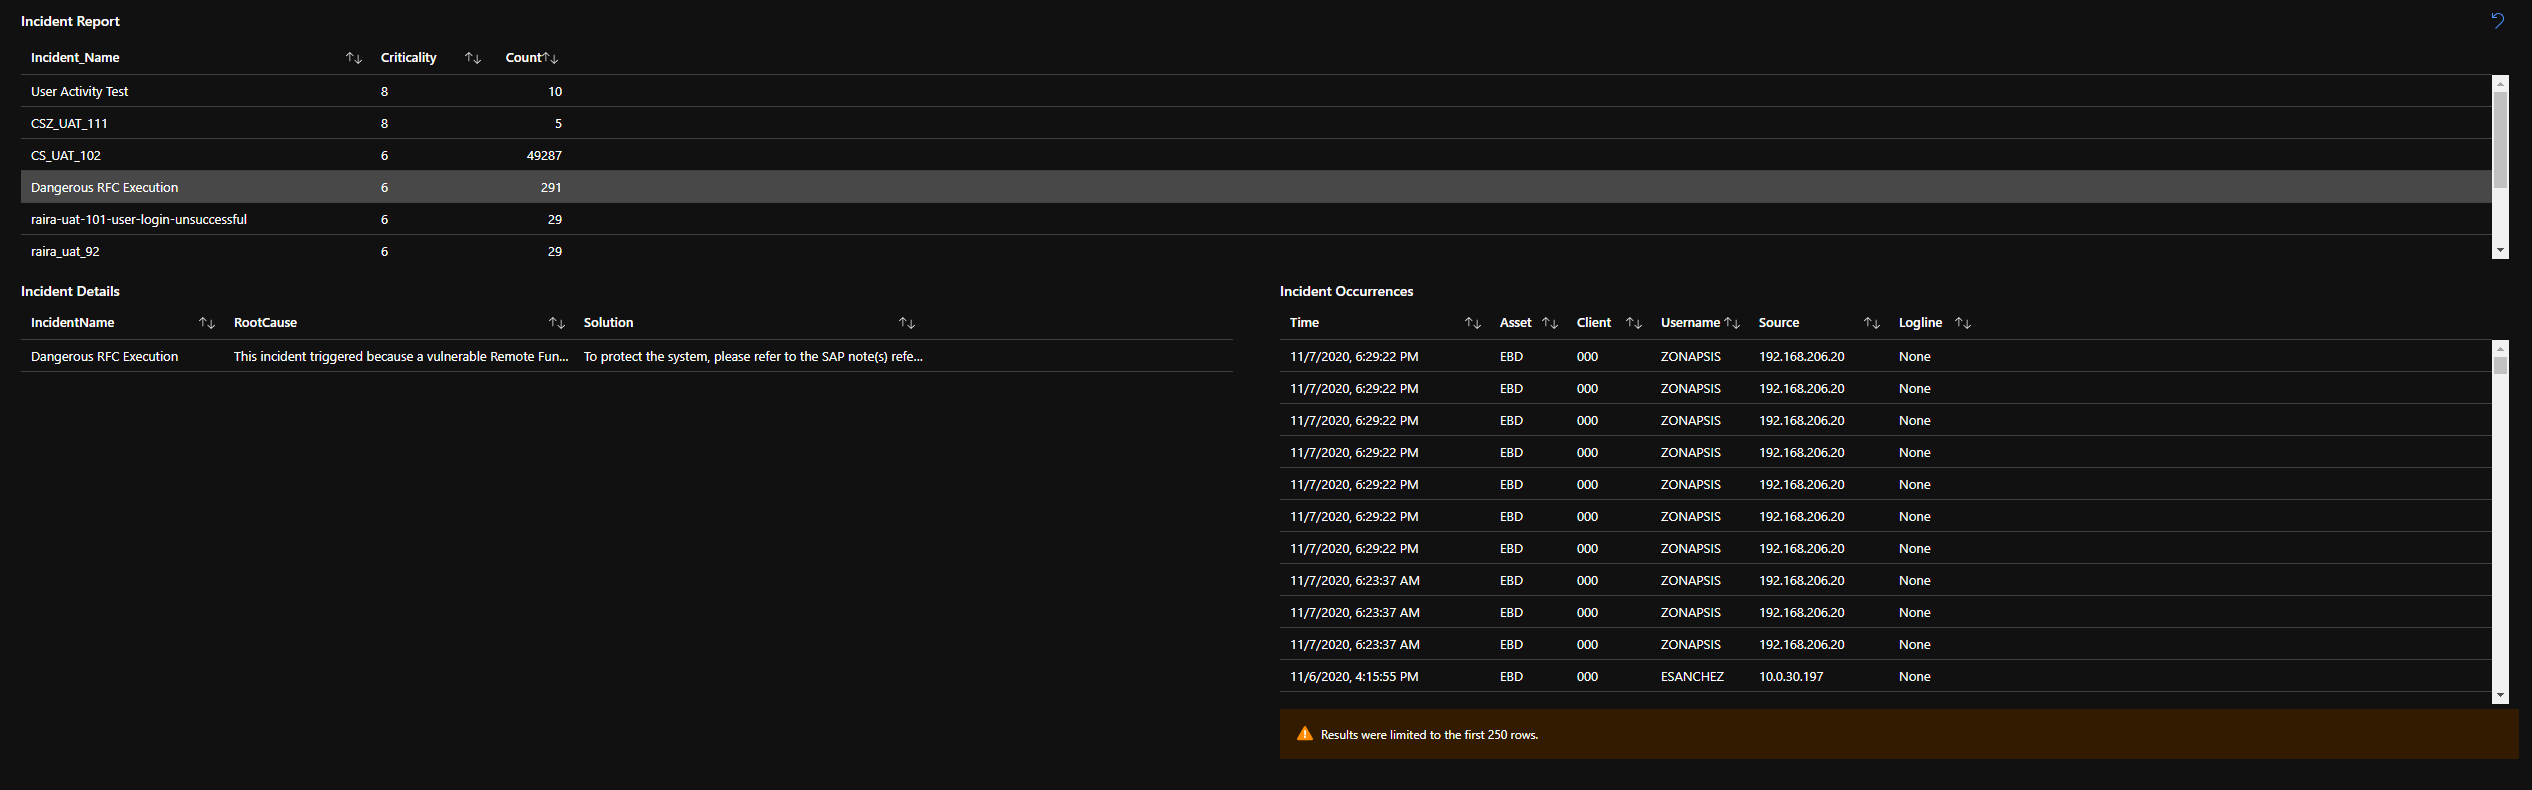 Incident Report
Incident_Name Criticality Count
User Activity Test 8 10
CSZ_UAT_111 8 5
CS_UAT_102 6 49287
Dangerous RFC Execution 6 291
raira-uat-101-user-login-unsuccessful 6 29
raira_uat_92 6 29
Incident Details
IncidentName RootCause Solution
Dangerous RFC Execution This incident triggered because a vulnerable Remote Fun... To protect the system, please refer to the SAP note(s) refe...
Incident Occurrences
Time Asset Client Username Source Logline
11/7/2020, 6:29:22 PM EBD 000 ZONAPSIS 192.168.206.20 None
11/7/2020, 6:29:22 PM EBD 000 ZONAPSIS 192.168.206.20 None
11/7/2020, 6:29:22 PM EBD 000 ZONAPSIS 192.168.206.20 None
11/7/2020, 6:29:22 PM EBD 000 ZONAPSIS 192.168.206.20 None
11/7/2020, 6:29:22 PM EBD 000 ZONAPSIS 192.168.206.20 None
11/7/2020, 6:29:22 PM EBD 000 ZONAPSIS 192.168.206.20 None
11/7/2020, 6:29:22 PM EBD 000 ZONAPSIS 192.168.206.20 None
11/7/2020, 6:23:37 AM EBD 000 ZONAPSIS 192.168.206.20 None
11/7/2020, 6:23:37 AM EBD 000 ZONAPSIS 192.168.206.20 None
11/7/2020, 6:23:37 AM EBD 000 ZONAPSIS 192.168.206.20 None
11/6/2020, 4:15:55 PM EBD 000 ESANCHEZ 10.0.30.197 None
Results were limited to the first 250 rows.